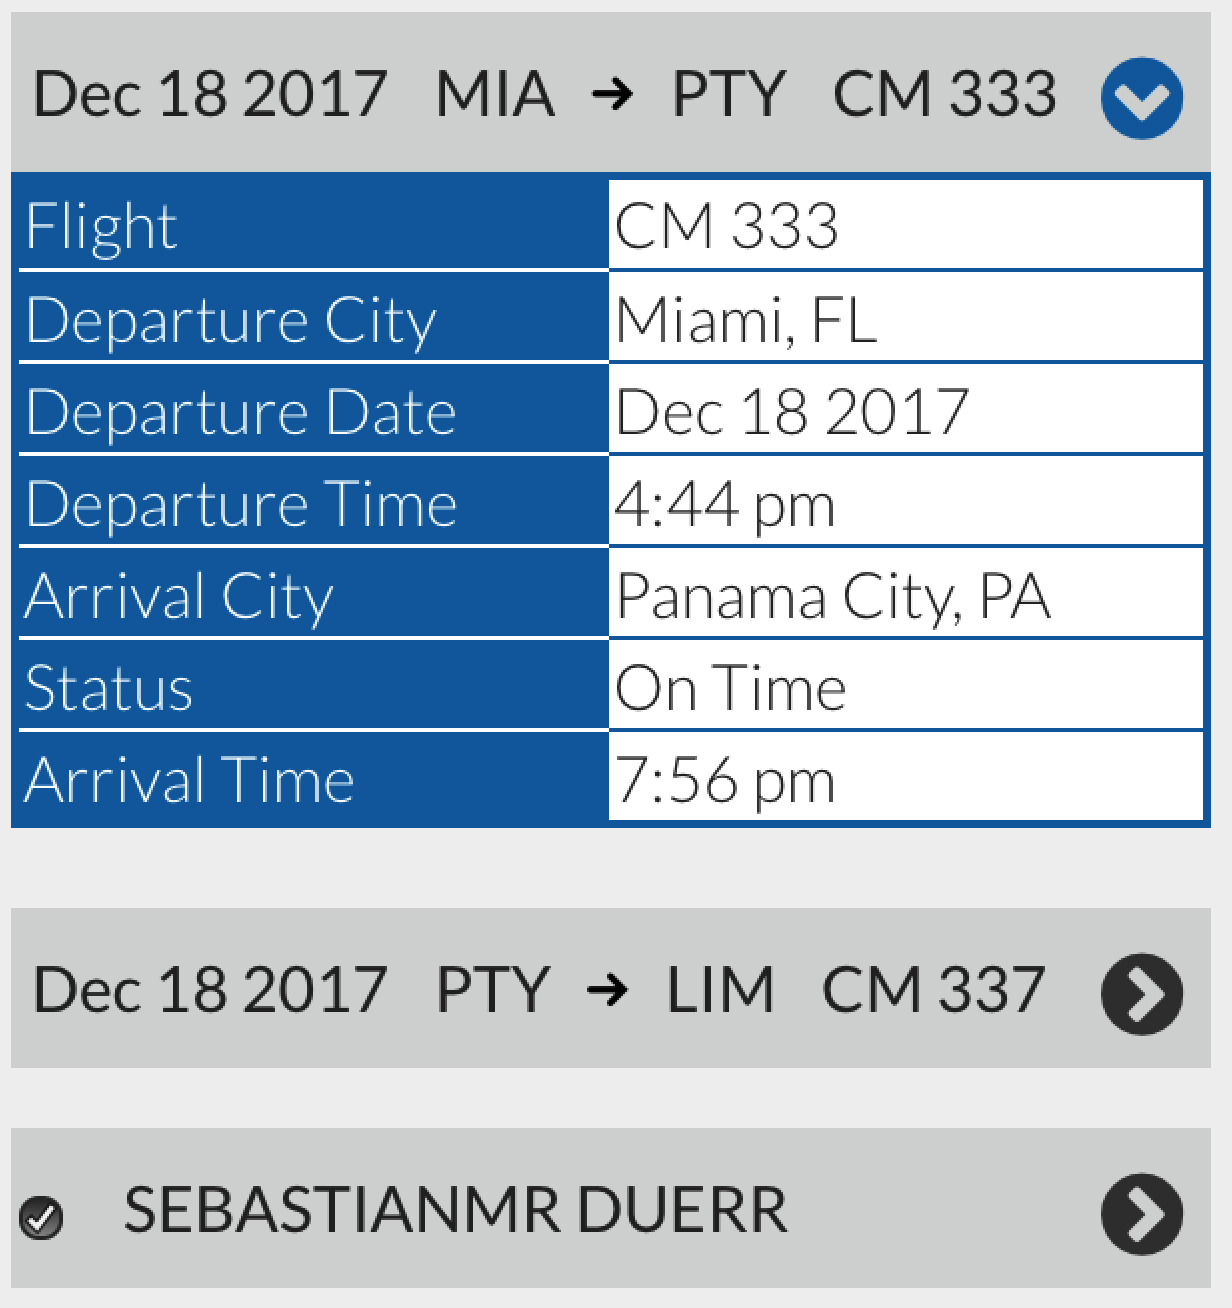 Dec 18 2017 MIA → PTY CM 333
Flight CM 333
Departure City Miami, FL
Departure Date Dec 18 2017
Departure Time 4:44 pm
Arrival City Panama City, PA
Status On Time
Arrival Time 7:56 pm
Dec 18 2017 PTY → LIM CM 337
SEBASTIANMR DUERR